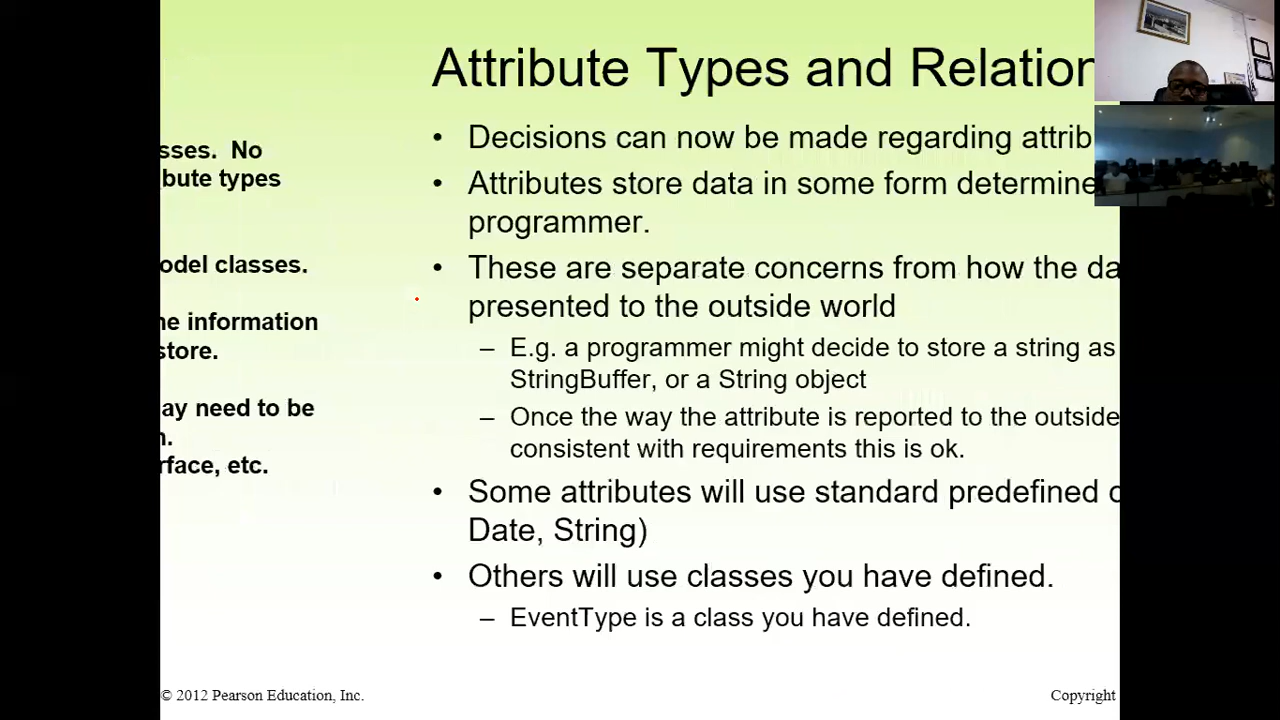 Attribute Types and Relation
sses. No
bute types
odel classes.
he information
store.
ay need to be
n.
rface, etc.
• Decisions can now be made regarding attrib
• Attributes store data in some form determine
programmer.
• These are separate concerns from how the da
presented to the outside world
– E.g. a programmer might decide to store a string as
StringBuffer, or a String object
– Once the way the attribute is reported to the outside
consistent with requirements this is ok.
• Some attributes will use standard predefined c
Date, String)
• Others will use classes you have defined.
– EventType is a class you have defined.
© 2012 Pearson Education, Inc.
Copyright